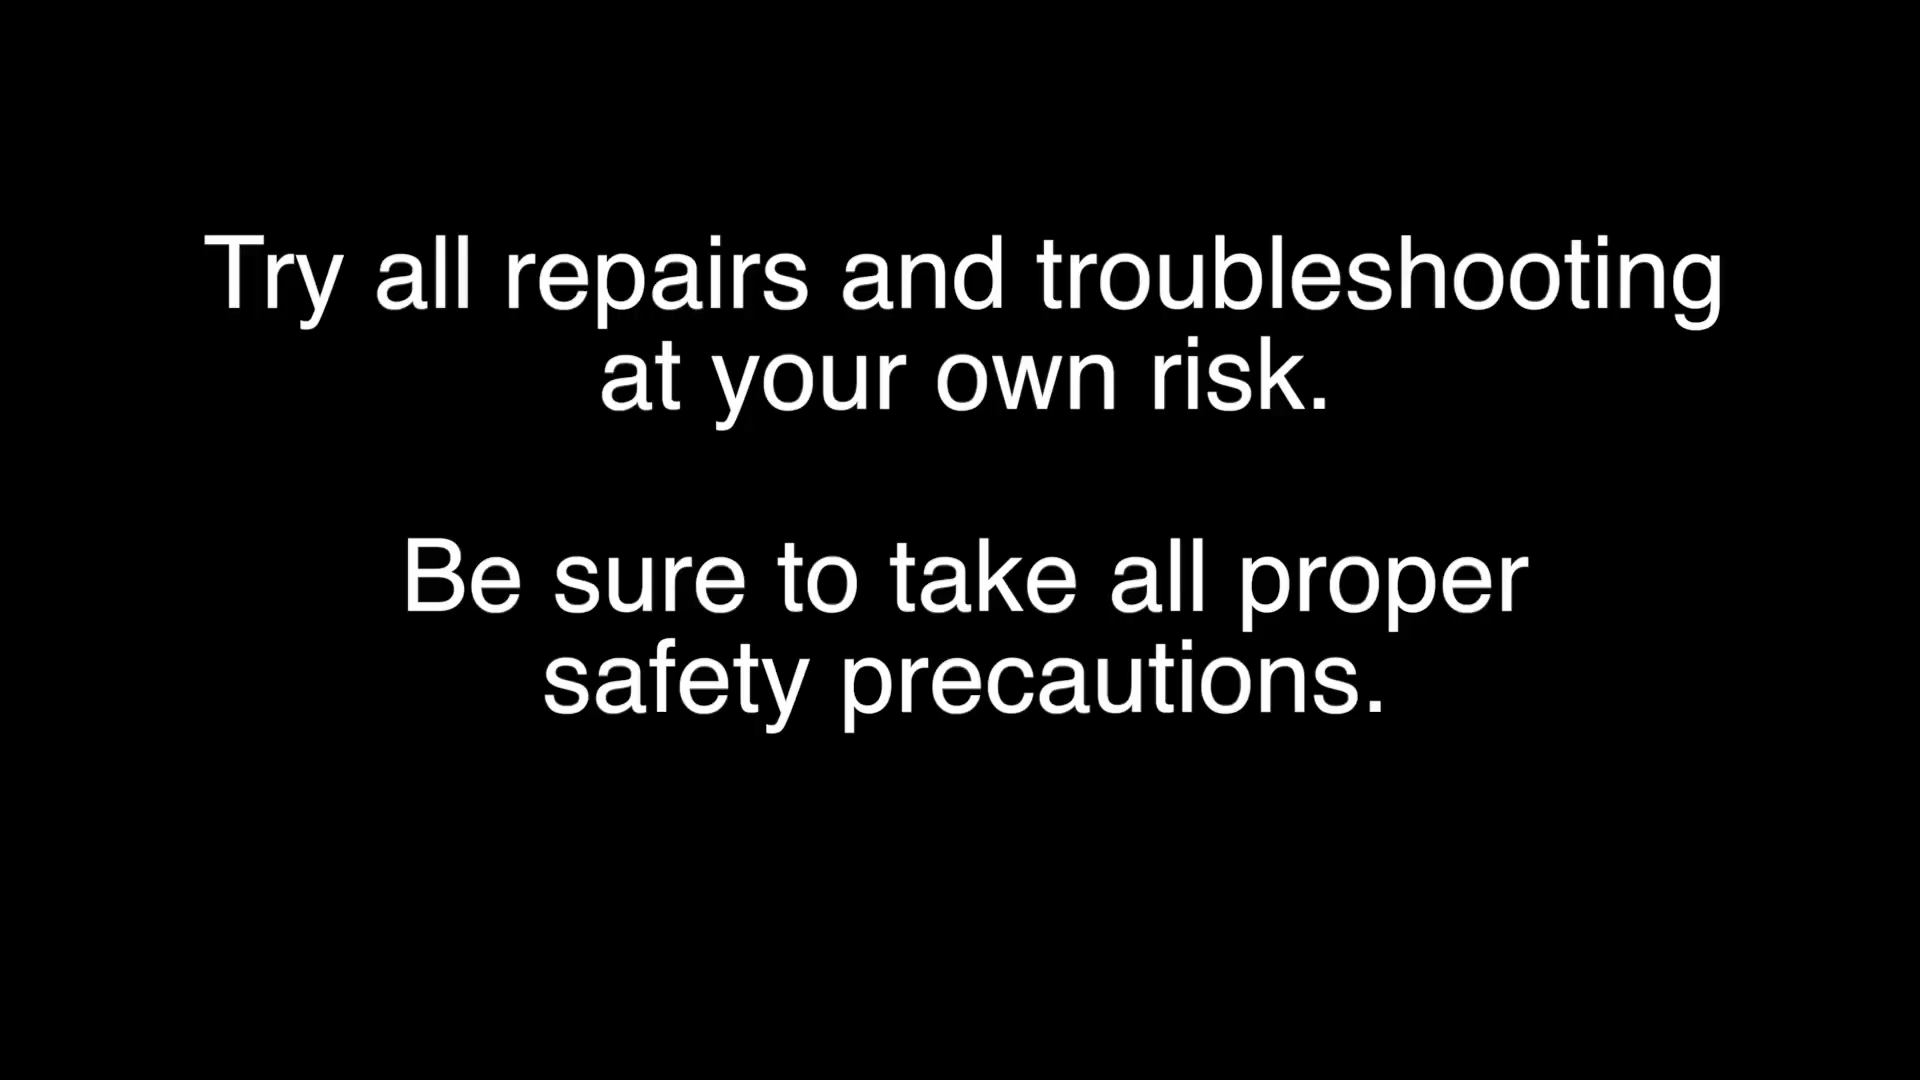 Try all repairs and troubleshooting
at your own risk.
Be sure to take all proper
safety precautions.